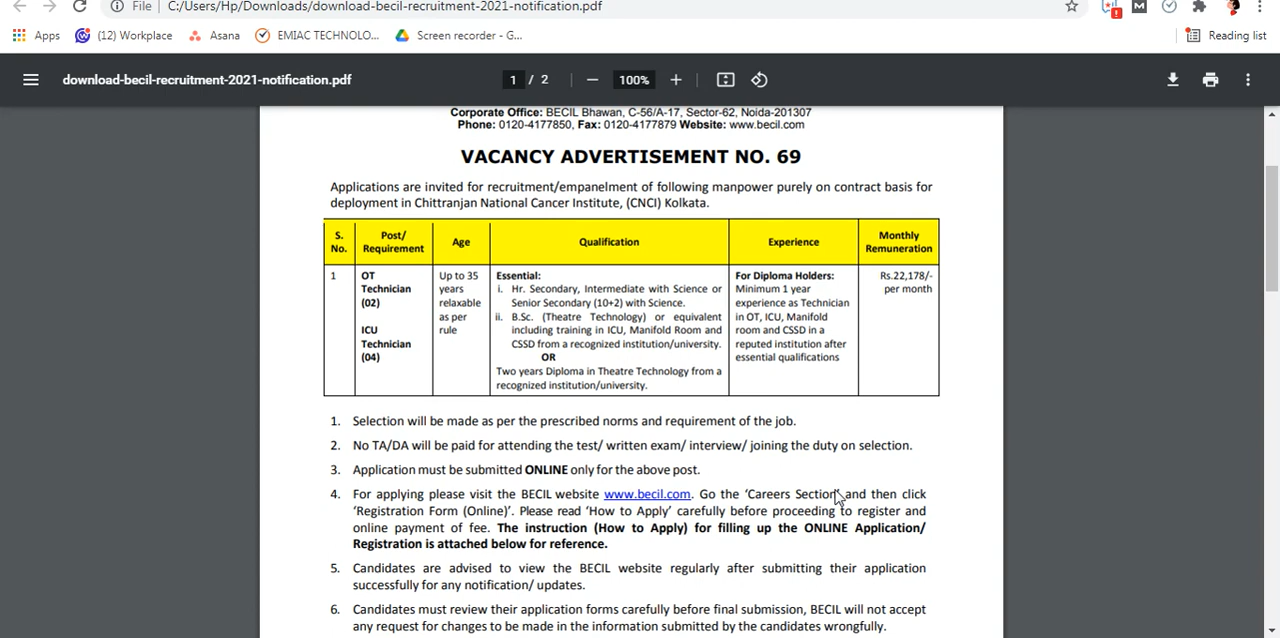 File | C:/Users/Hp/Downloads/download-becil-recruitment-2021-notification.pdf
Apps (12) Workplace Asana EMIAC TECHNOLO... Screen recorder - G... Reading list
download-becil-recruitment-2021-notification.pdf 1 / 2 100%
Corporate Office: BECIL Bhawan, C-56/A-17, Sector-62, Noida-201307
Phone: 0120-4177850, Fax: 0120-4177879 Website: www.becil.com
VACANCY ADVERTISEMENT NO. 69
Applications are invited for recruitment/empanelment of following manpower purely on contract basis for
deployment in Chittranjan National Cancer Institute, (CNCI) Kolkata.
S.
No.
Post/
Requirement
Age
Qualification
Experience
Monthly
Remuneration
1
OT
Technician
(02)
ICU
Technician
(04)
Up to 35
years
relaxable
as per
rule
Essential:
i. Hr. Secondary, Intermediate with Science or
Senior Secondary (10+2) with Science.
ii. B.Sc. (Theatre Technology) or equivalent
including training in ICU, Manifold Room and
CSSD from a recognized institution/university.
OR
Two years Diploma in Theatre Technology from a
recognized institution/university.
For Diploma Holders:
Minimum 1 year
experience as Technician
in OT, ICU, Manifold
room and CSSD in a
reputed institution after
essential qualifications
Rs.22,178/-
per month
1. Selection will be made as per the prescribed norms and requirement of the job.
2. No TA/DA will be paid for attending the test/ written exam/ interview/ joining the duty on selection.
3. Application must be submitted ONLINE only for the above post.
4. For applying please visit the BECIL website www.becil.com. Go the ‘Careers Section’ and then click
‘Registration Form (Online)’. Please read ‘How to Apply’ carefully before proceeding to register and
online payment of fee. The instruction (How to Apply) for filling up the ONLINE Application/
Registration is attached below for reference.
5. Candidates are advised to view the BECIL website regularly after submitting their application
successfully for any notification/ updates.
6. Candidates must review their application forms carefully before final submission, BECIL will not accept
any request for changes to be made in the information submitted by the candidates wrongfully.